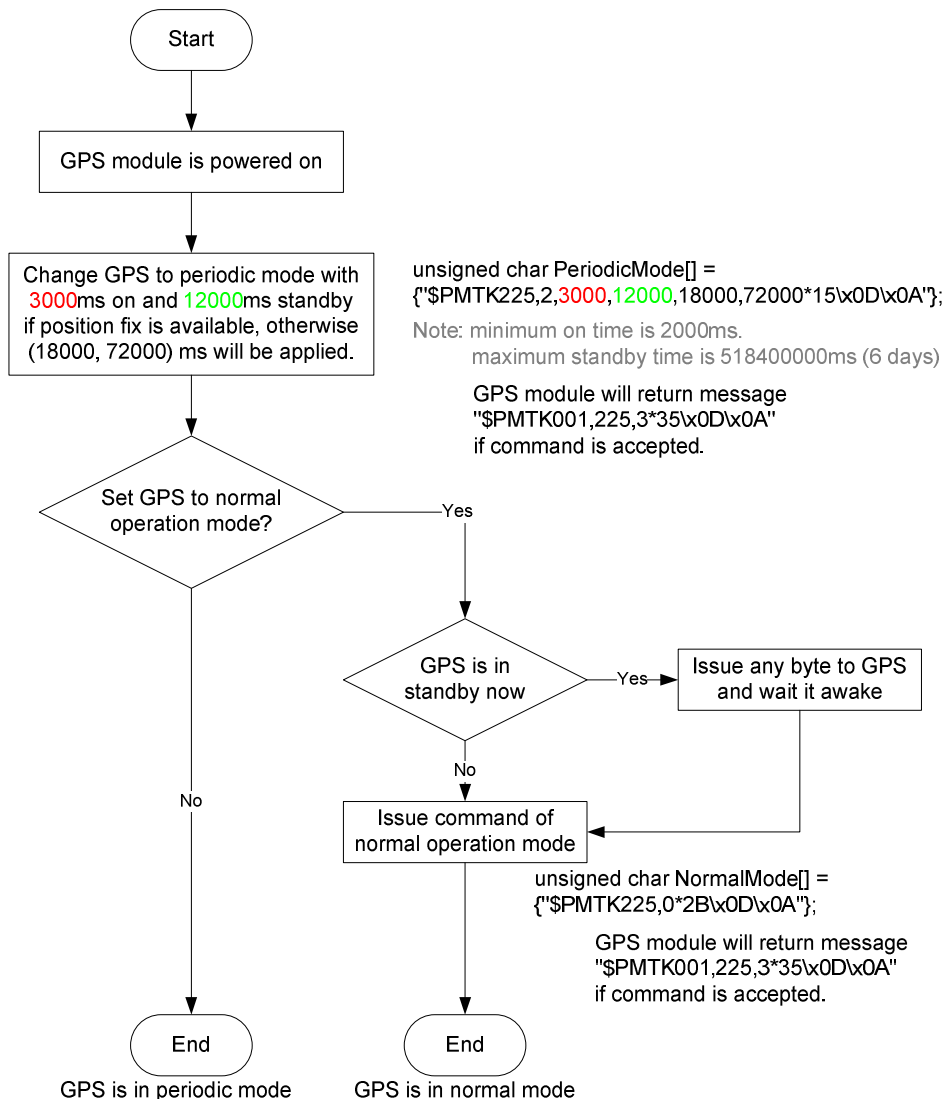 Start
GPS module is powered on
Change GPS to periodic mode with
3000ms on and 12000ms standby
if position fix is available, otherwise
(18000, 72000) ms will be applied.
unsigned char PeriodicMode[] =
{"$PMTK225,2,3000,12000,18000,72000*15\x0D\x0A"};
Note: minimum on time is 2000ms.
maximum standby time is 518400000ms (6 days)
GPS module will return message
"$PMTK001,225,3*35\x0D\x0A"
if command is accepted.
Set GPS to normal
operation mode?
Yes
GPS is in
standby now
Yes
Issue any byte to GPS
and wait it awake
No
No
Issue command of
normal operation mode
unsigned char NormalMode[] =
{"$PMTK225,0*2B\x0D\x0A"};
GPS module will return message
"$PMTK001,225,3*35\x0D\x0A"
if command is accepted.
End
GPS is in periodic mode
End
GPS is in normal mode